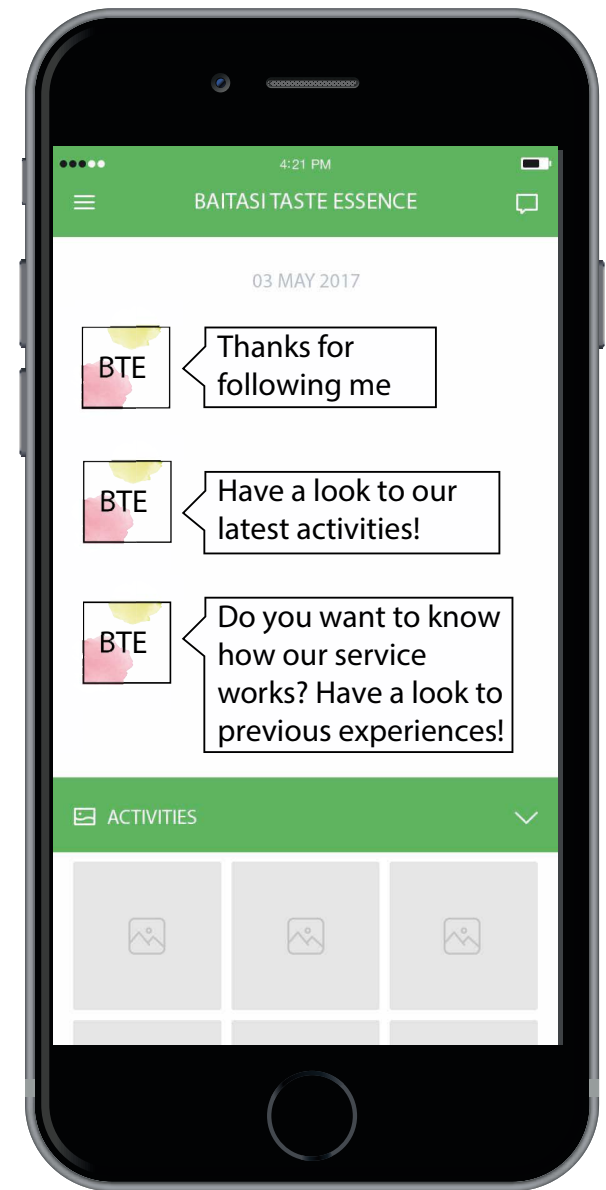 4:21 PM
BAITASI TASTE ESSENCE
03 MAY 2017
BTE
Thanks for
following me
BTE
Have a look to our
latest activities!
BTE
Do you want to know
how our service
works? Have a look to
previous experiences!
ACTIVITIES